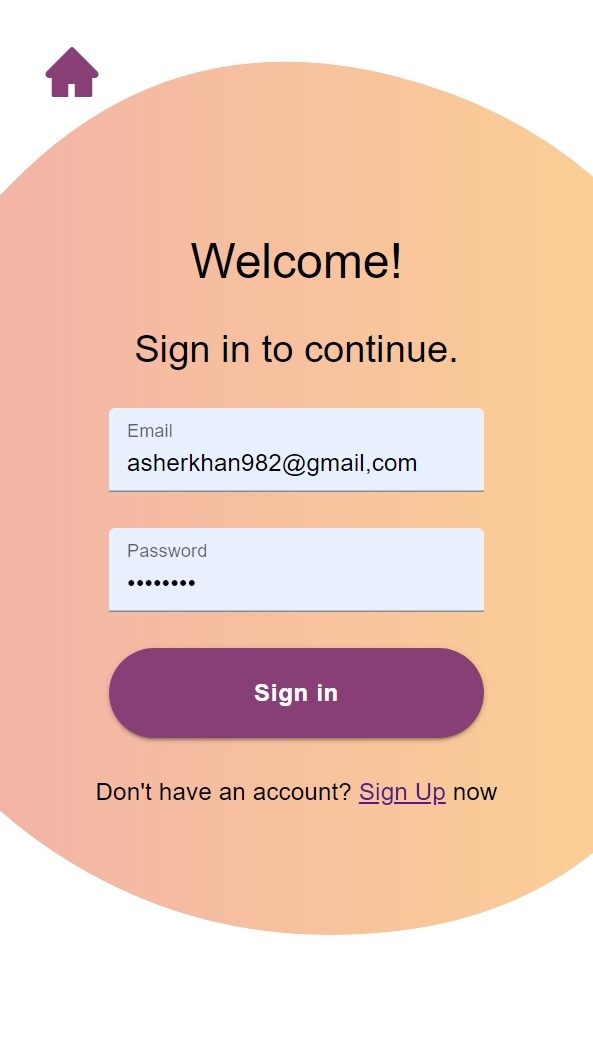 Welcome!
Sign in to continue.
Email
asherkhan982@gmail,com
Password
••••••••
Sign in
Don't have an account? Sign Up now